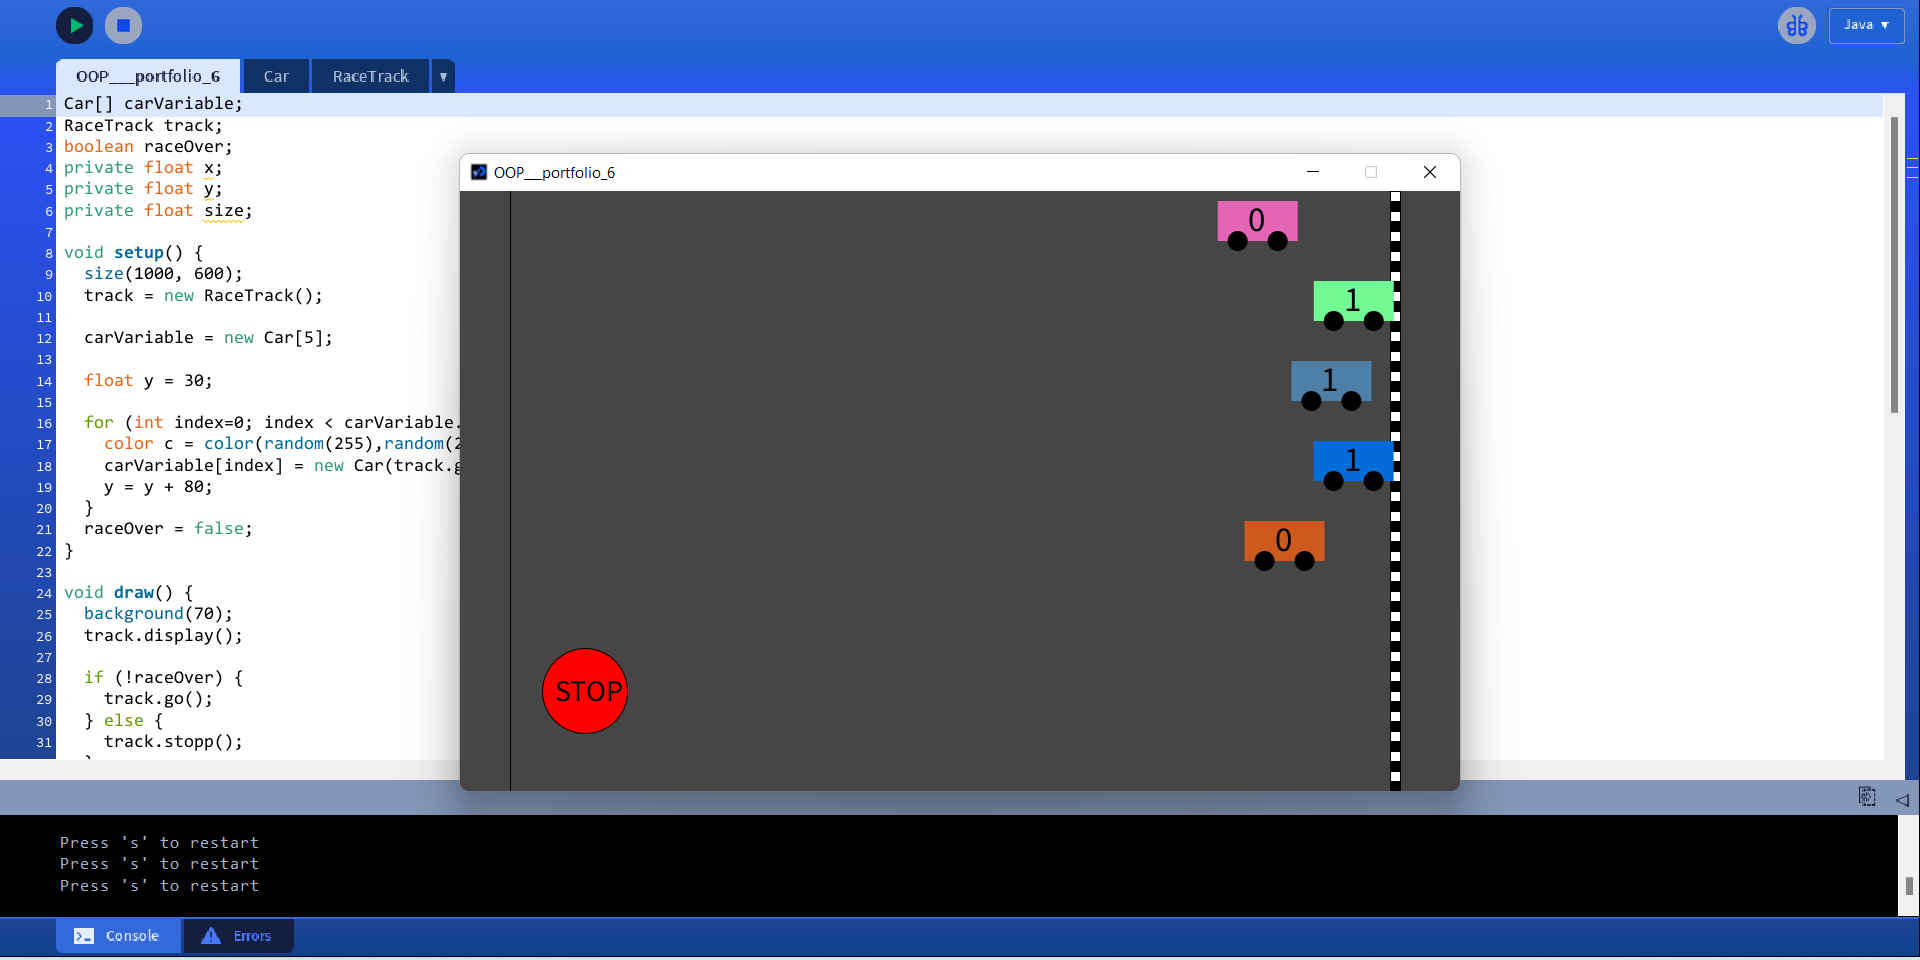 Java ▼
OOP___portfolio_6 Car RaceTrack ▼
1 Car[] carVariable;
2 RaceTrack track;
3 boolean raceOver;
4 private float x;
5 private float y;
6 private float size;
7
8 void setup() {
9 size(1000, 600);
10 track = new RaceTrack();
11
12 carVariable = new Car[5];
13
14 float y = 30;
15
16 for (int index=0; index < carVariable.
17 color c = color(random(255),random(2
18 carVariable[index] = new Car(track.g
19 y = y + 80;
20 }
21 raceOver = false;
22 }
23
24 void draw() {
25 background(70);
26 track.display();
27
28 if (!raceOver) {
29 track.go();
30 } else {
31 track.stopp();
OOP___portfolio_6
0
1
1
1
0
STOP
Press 's' to restart
Press 's' to restart
Press 's' to restart
Console Errors